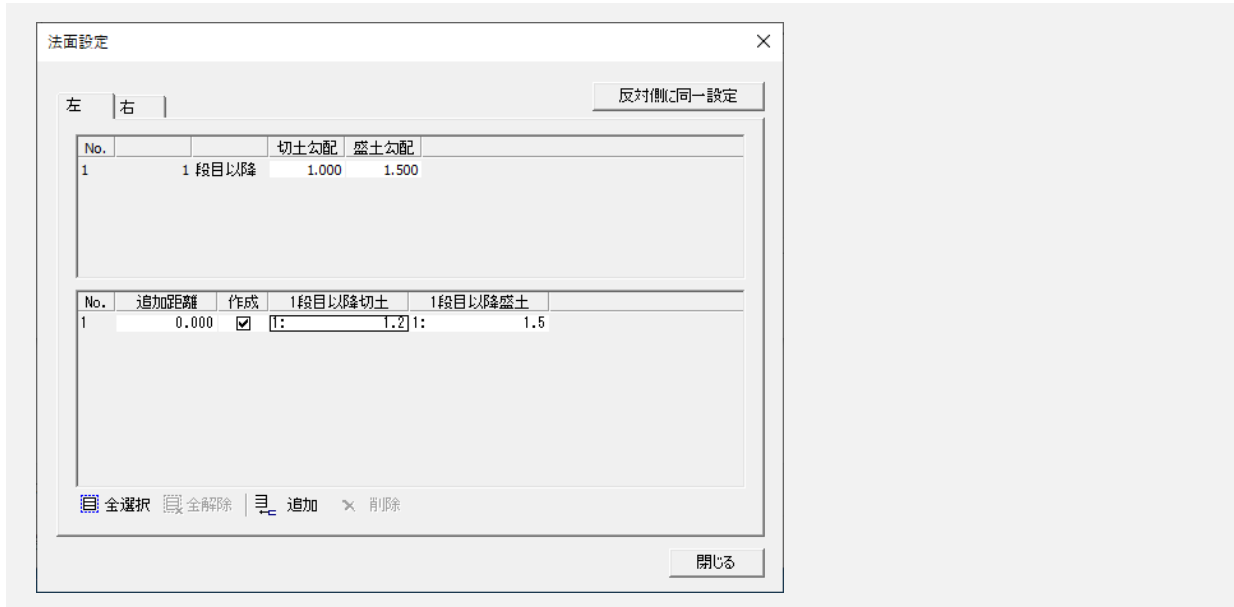 法面設定
反対側に同一設定
左 右
No. 切土勾配 盛土勾配
1 1 段目以降 1.000 1.500
No. 追加距離 作成 1段目以降切土 1段目以降盛土
1 0.000 1: 1.2 1: 1.5
全選択 全解除 追加 削除
閉じる